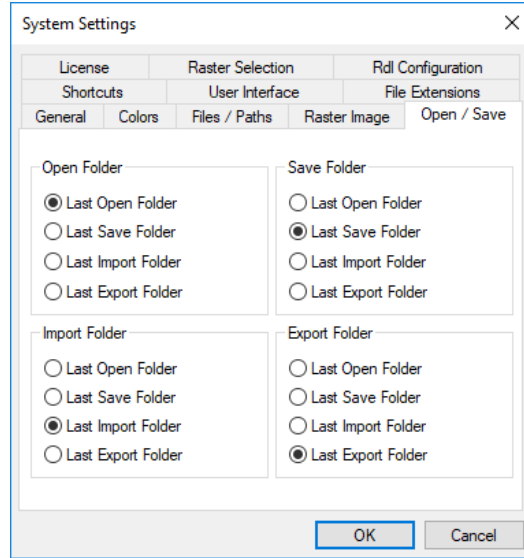 System Settings
License Raster Selection Rdl Configuration
Shortcuts User Interface File Extensions
General Colors Files / Paths Raster Image Open / Save
Open Folder
Last Open Folder
Last Save Folder
Last Import Folder
Last Export Folder
Save Folder
Last Open Folder
Last Save Folder
Last Import Folder
Last Export Folder
Import Folder
Last Open Folder
Last Save Folder
Last Import Folder
Last Export Folder
Export Folder
Last Open Folder
Last Save Folder
Last Import Folder
Last Export Folder
OK Cancel